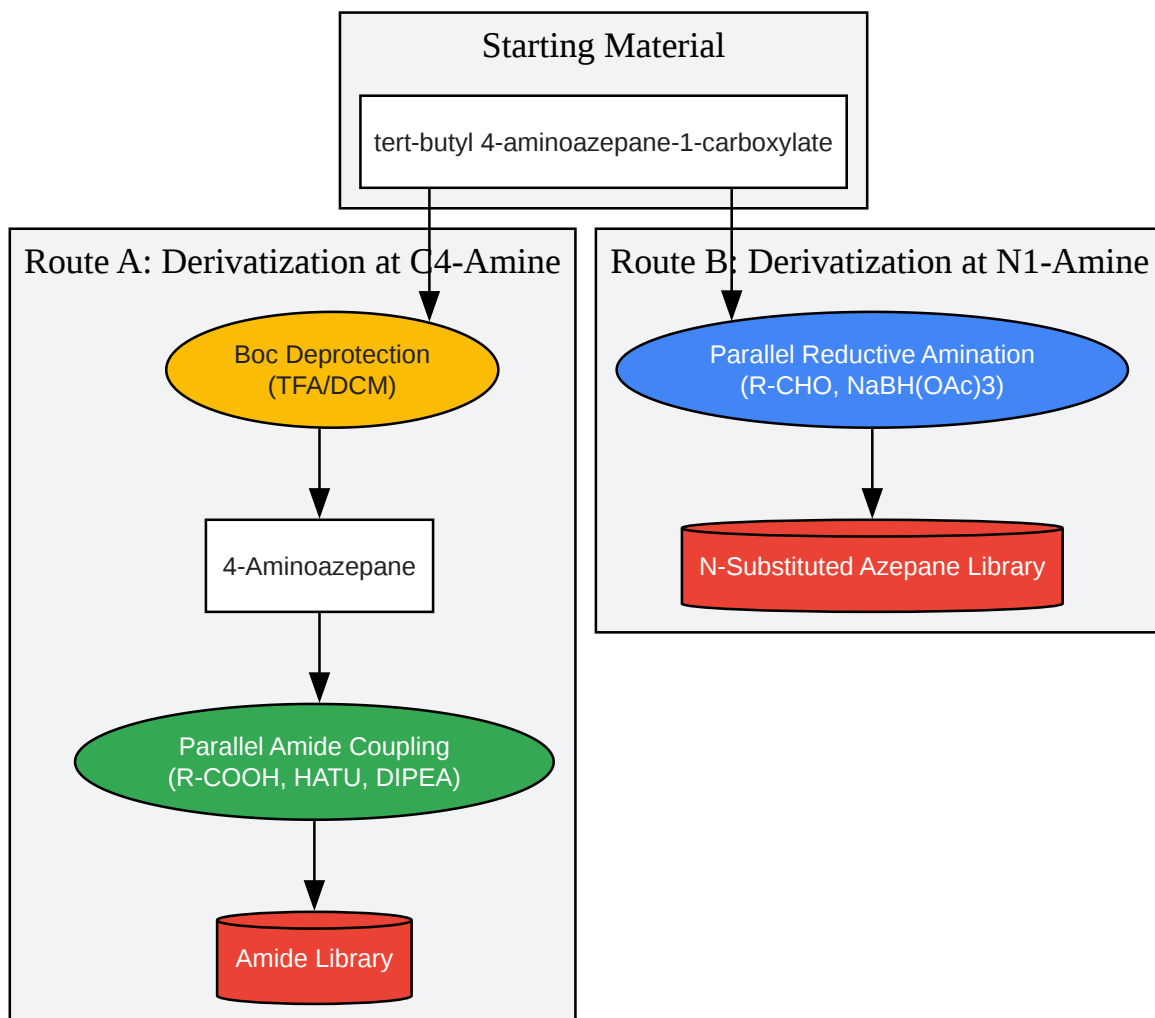 Starting Material
tert-butyl 4-aminoazepane-1-carboxylate
Route A: Derivatization at C4-Amine
Boc Deprotection
(TFA/DCM)
4-Aminoazepane
Parallel Amide Coupling
(R-COOH, HATU, DIPEA)
Amide Library
Route B: Derivatization at N1-Amine
Parallel Reductive Amination
(R-CHO, NaBH(OAc)3)
N-Substituted Azepane Library